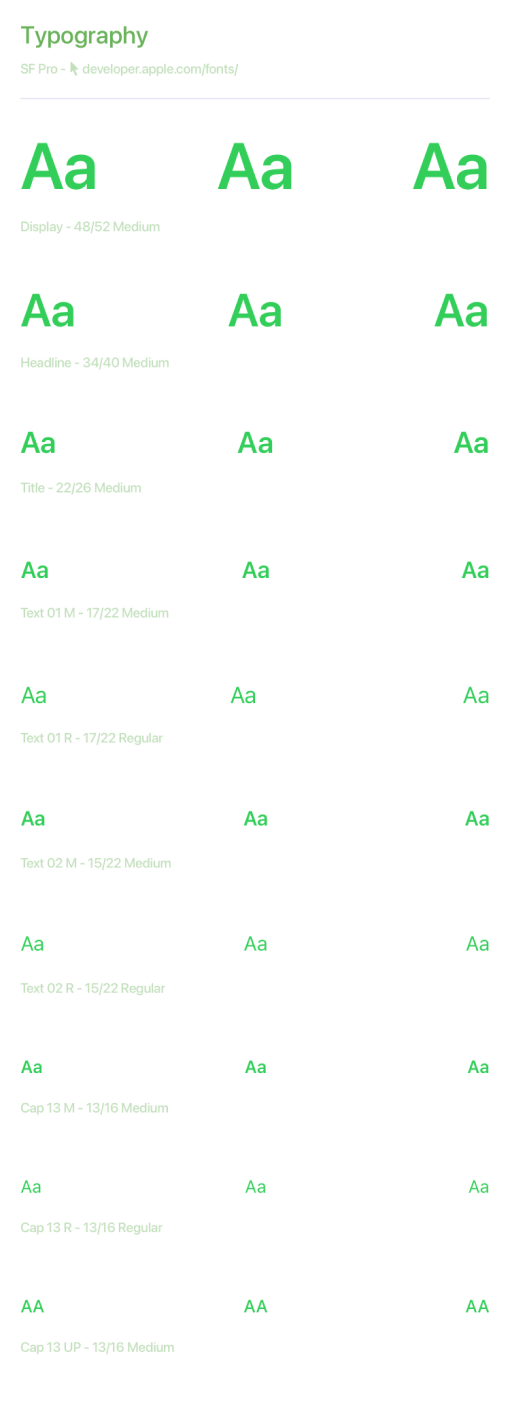 Typography
SF Pro - developer.apple.com/fonts/
Aa Aa Aa
Display - 48/52 Medium
Aa Aa Aa
Headline - 34/40 Medium
Aa Aa Aa
Title - 22/26 Medium
Aa Aa Aa
Text 01 M - 17/22 Medium
Aa Aa Aa
Text 01 R - 17/22 Regular
Aa Aa Aa
Text 02 M - 15/22 Medium
Aa Aa Aa
Text 02 R - 15/22 Regular
Aa Aa Aa
Cap 13 M - 13/16 Medium
Aa Aa Aa
Cap 13 R - 13/16 Regular
AA AA AA
Cap 13 UP - 13/16 Medium